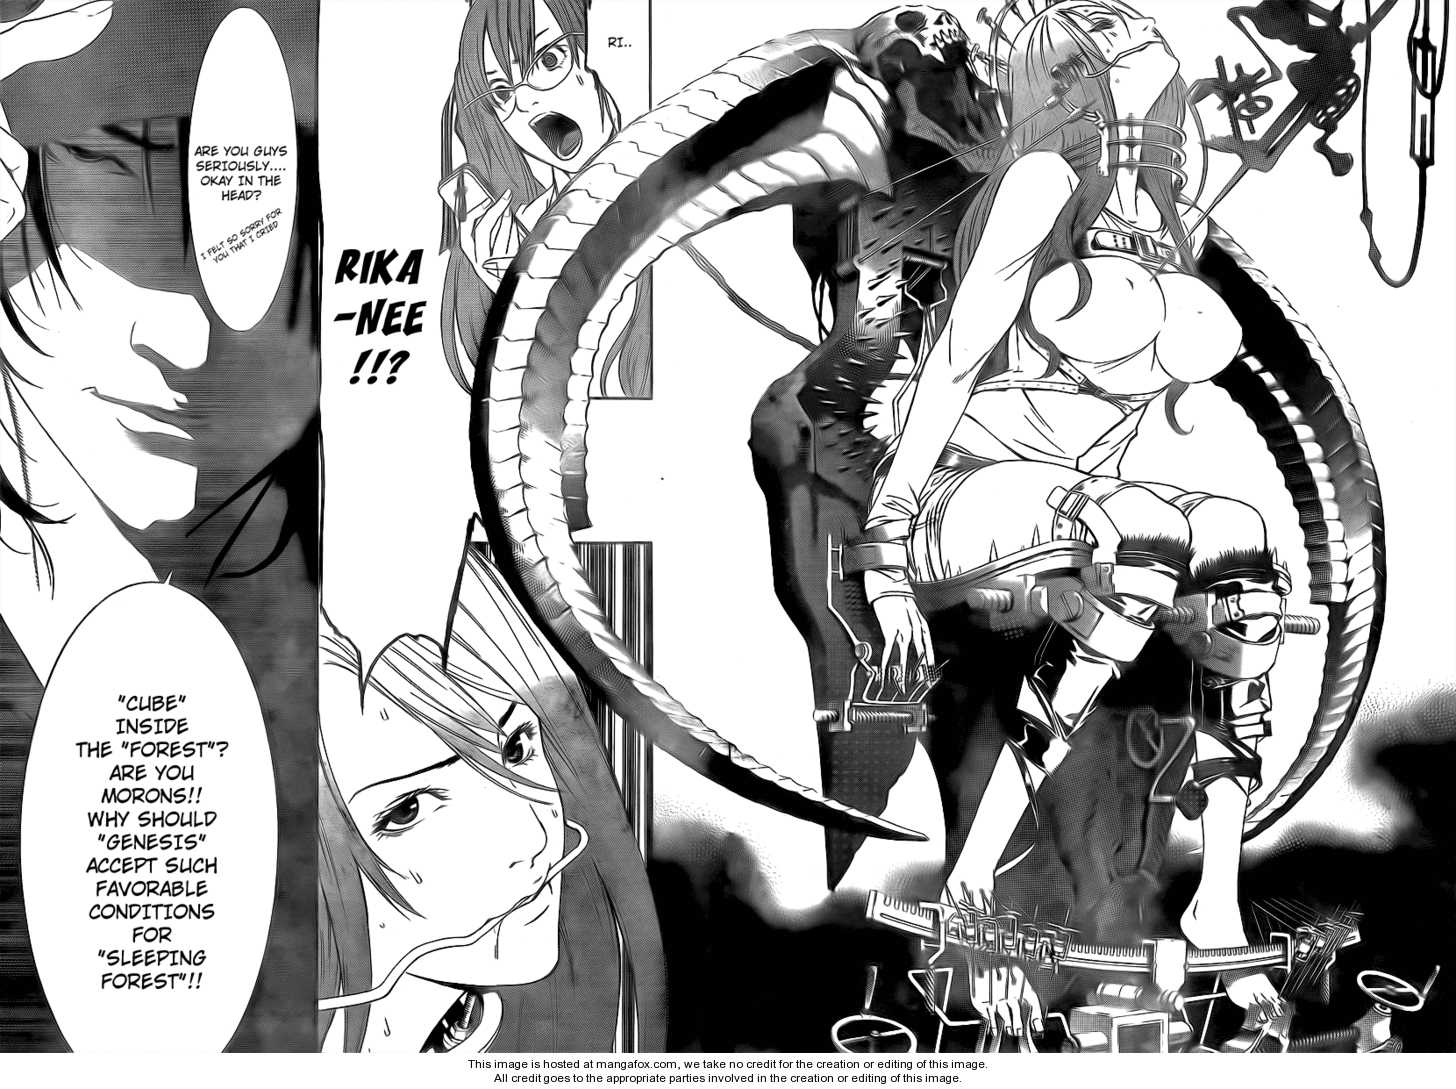 RI..
RIKA
-NEE
!!?
ARE YOU GUYS
SERIOUSLY....
OKAY IN THE
HEAD?
I FELT SO SORRY FOR
YOU THAT I CRIED
"CUBE"
INSIDE
THE "FOREST"?
ARE YOU
MORONS!!
WHY SHOULD
"GENESIS"
ACCEPT SUCH
FAVORABLE
CONDITIONS
FOR
"SLEEPING
FOREST"!!
This image is hosted at mangafox.com, we take no credit for the creation or editing of this image.
All credit goes to the appropriate parties involved in the creation or editing of this image.